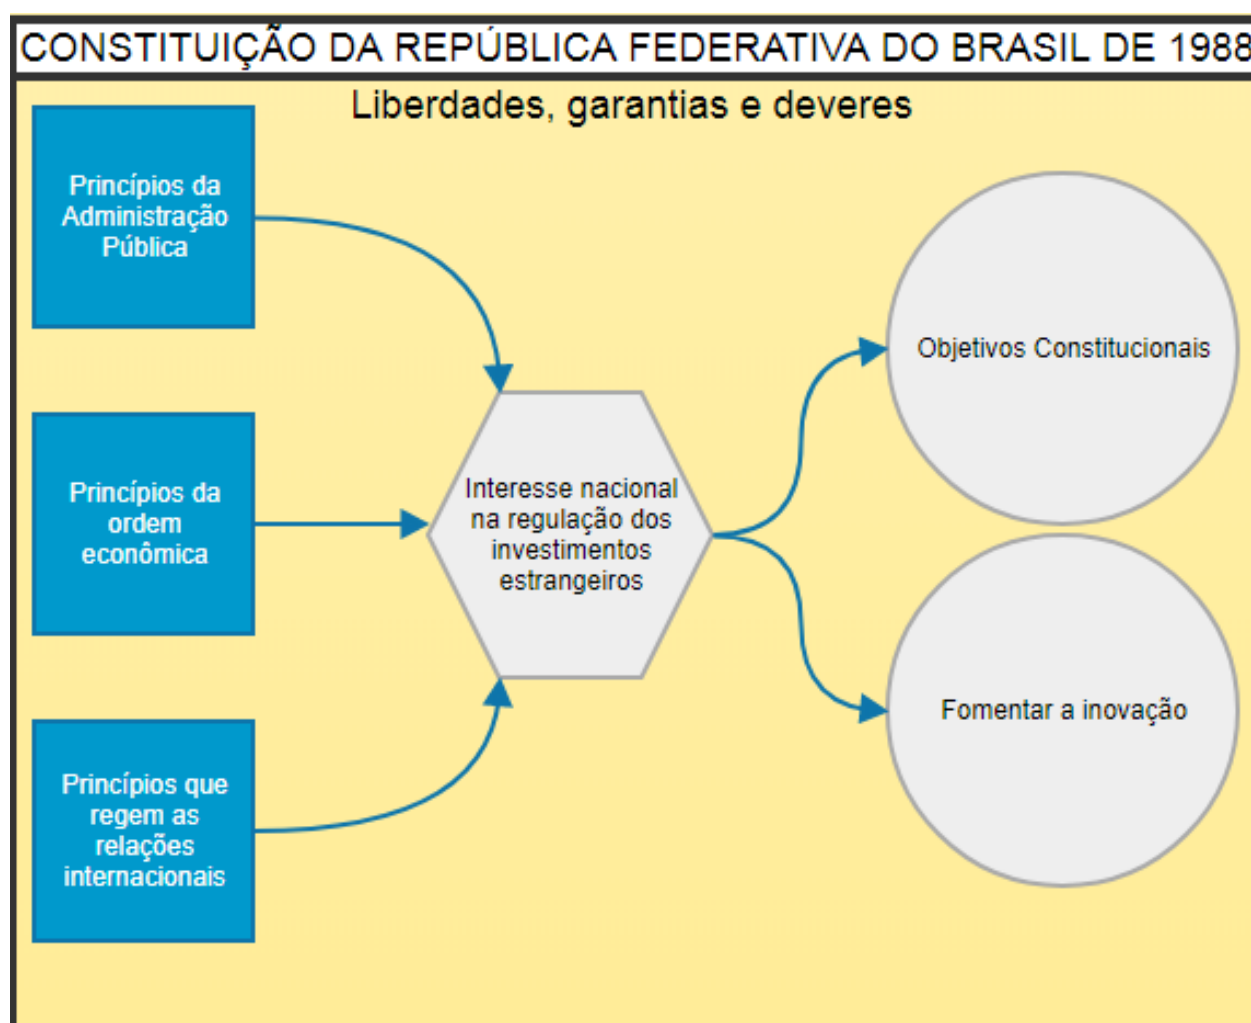 CONSTITUIÇÃO DA REPÚBLICA FEDERATIVA DO BRASIL DE 1988
Liberdades, garantias e deveres
Princípios da
Administração
Pública
Princípios da
ordem
econômica
Princípios que
regem as
relações
internacionais
Interesse nacional
na regulação dos
investimentos
estrangeiros
Objetivos Constitucionais
Fomentar a inovação